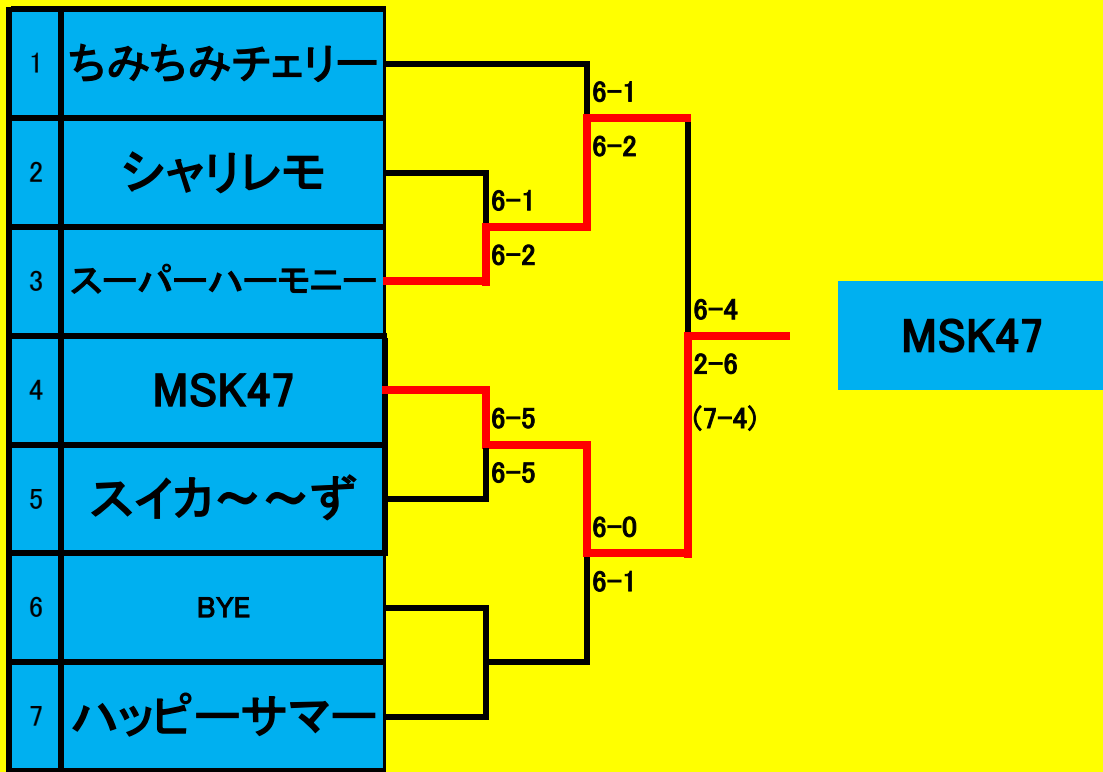 1 ちみちみチェリー
6-1
6-2
2 シャリレモ
6-1
6-2
3 スーパーハーモニー
6-4
2-6
(7-4)
MSK47
4 MSK47
6-5
6-5
5 スイカ～～ず
6-0
6-1
6 BYE
7 ハッピーサマー